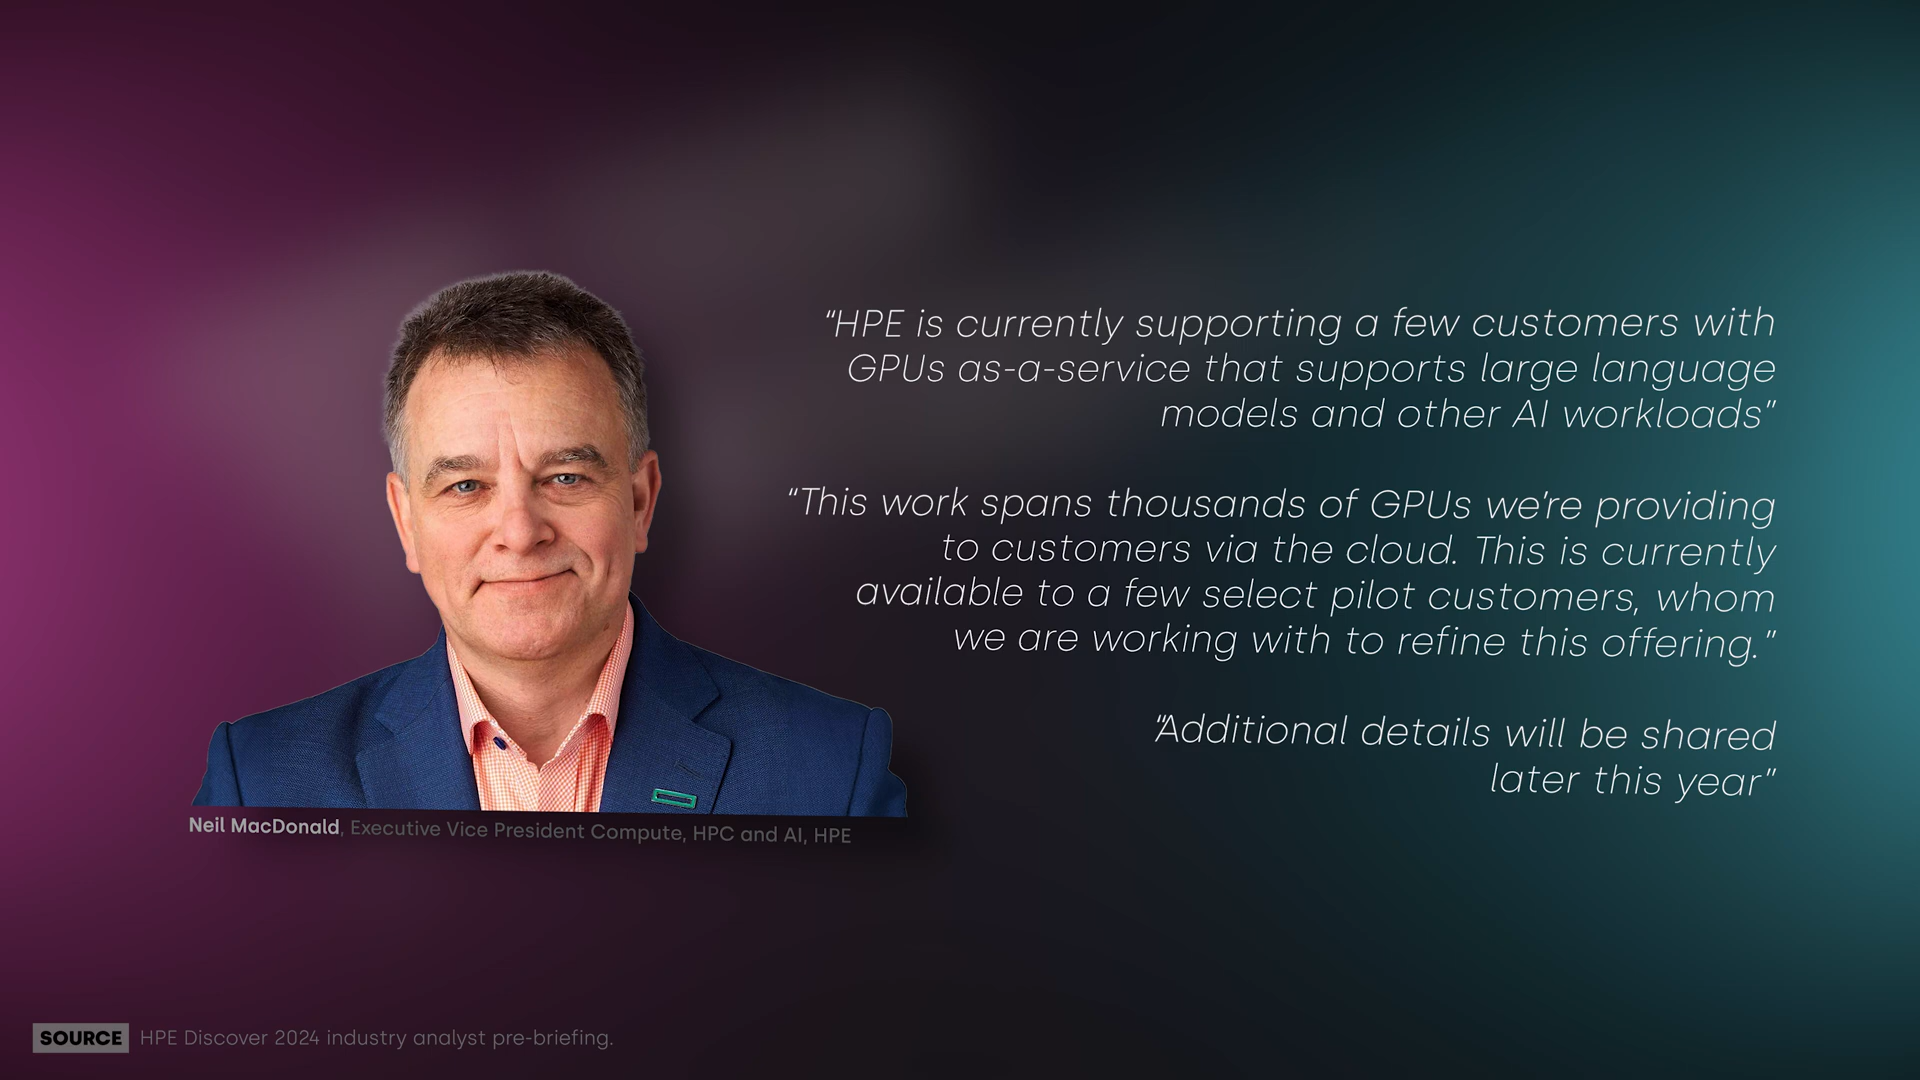 “HPE is currently supporting a few customers with
GPUs as-a-service that supports large language
models and other AI workloads”
“This work spans thousands of GPUs we’re providing
to customers via the cloud. This is currently
available to a few select pilot customers, whom
we are working with to refine this offering.”
“Additional details will be shared
later this year”
Neil MacDonald, Executive Vice President Compute, HPC and AI, HPE
SOURCE HPE Discover 2024 industry analyst pre-briefing.